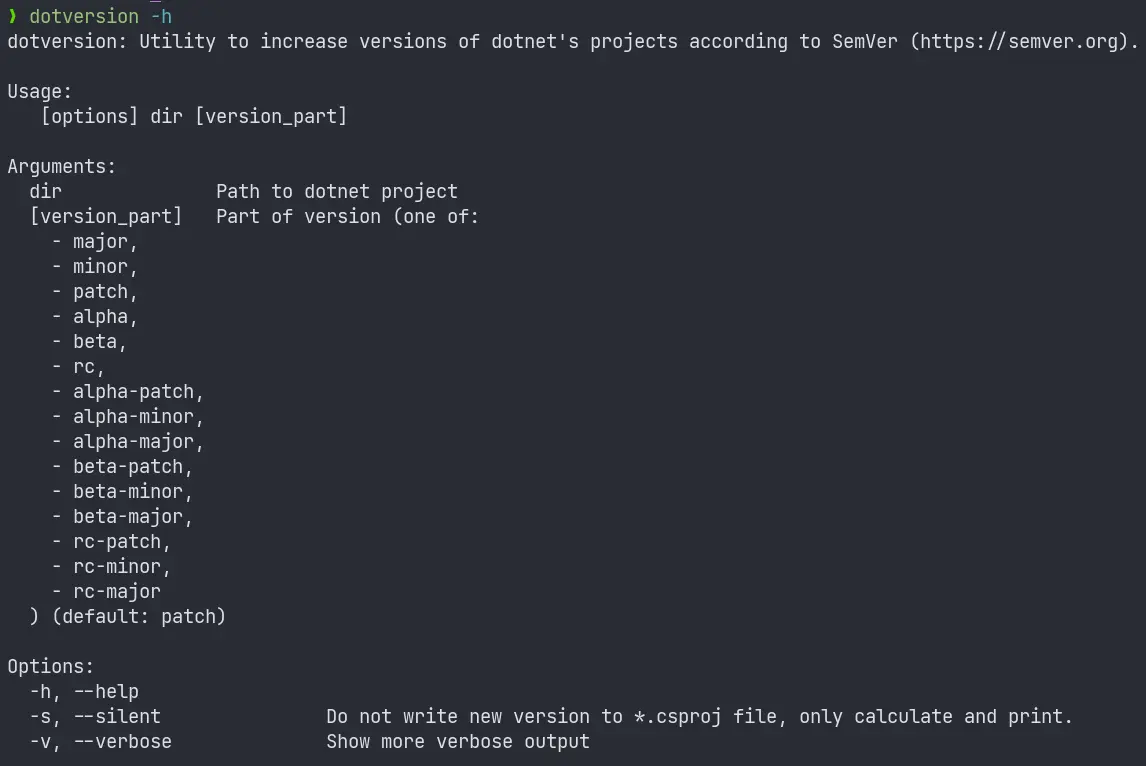 ❯ dotversion -h
dotversion: Utility to increase versions of dotnet's projects according to SemVer (https://semver.org).

Usage:
   [options] dir [version_part]

Arguments:
  dir              Path to dotnet project
  [version_part]   Part of version (one of:
    - major,
    - minor,
    - patch,
    - alpha,
    - beta,
    - rc,
    - alpha-patch,
    - alpha-minor,
    - alpha-major,
    - beta-patch,
    - beta-minor,
    - beta-major,
    - rc-patch,
    - rc-minor,
    - rc-major
  ) (default: patch)

Options:
  -h, --help
  -s, --silent               Do not write new version to *.csproj file, only calculate and print.
  -v, --verbose              Show more verbose output